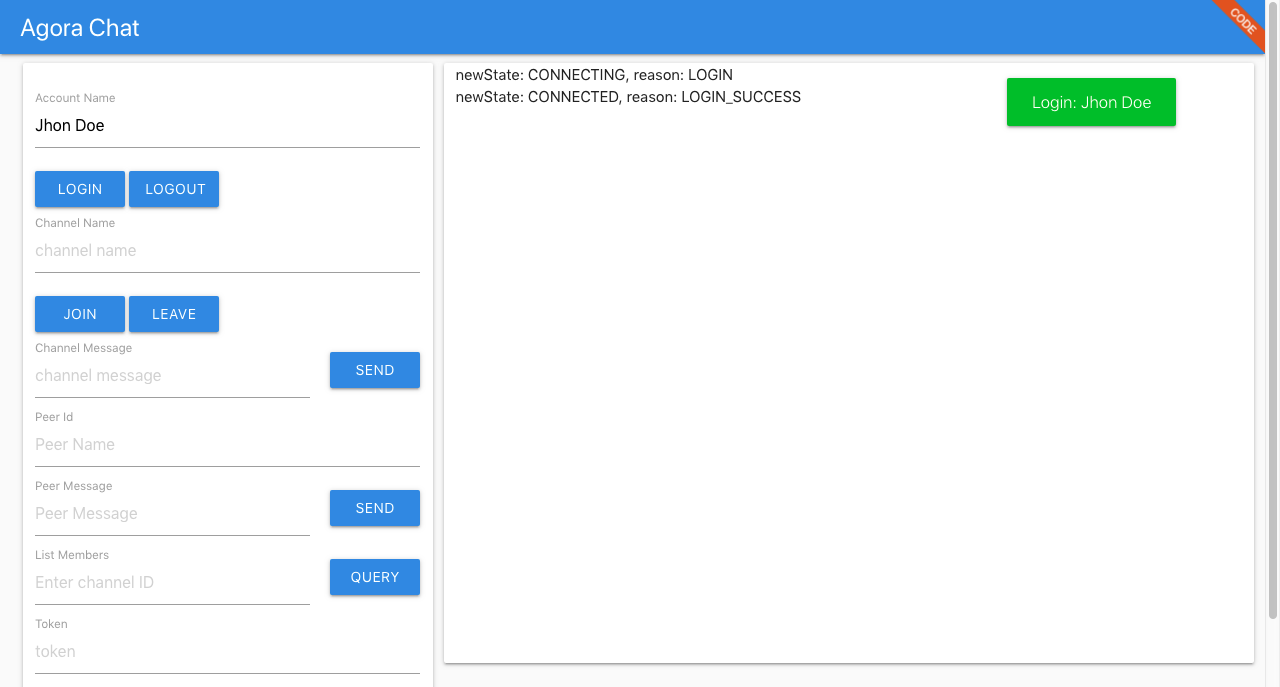 Agora Chat
CODE
Account Name
Jhon Doe
LOGIN LOGOUT
Channel Name
channel name
JOIN LEAVE
Channel Message
channel message
SEND
Peer Id
Peer Name
Peer Message
Peer Message
SEND
List Members
Enter channel ID
QUERY
Token
token
newState: CONNECTING, reason: LOGIN
newState: CONNECTED, reason: LOGIN_SUCCESS
Login: Jhon Doe